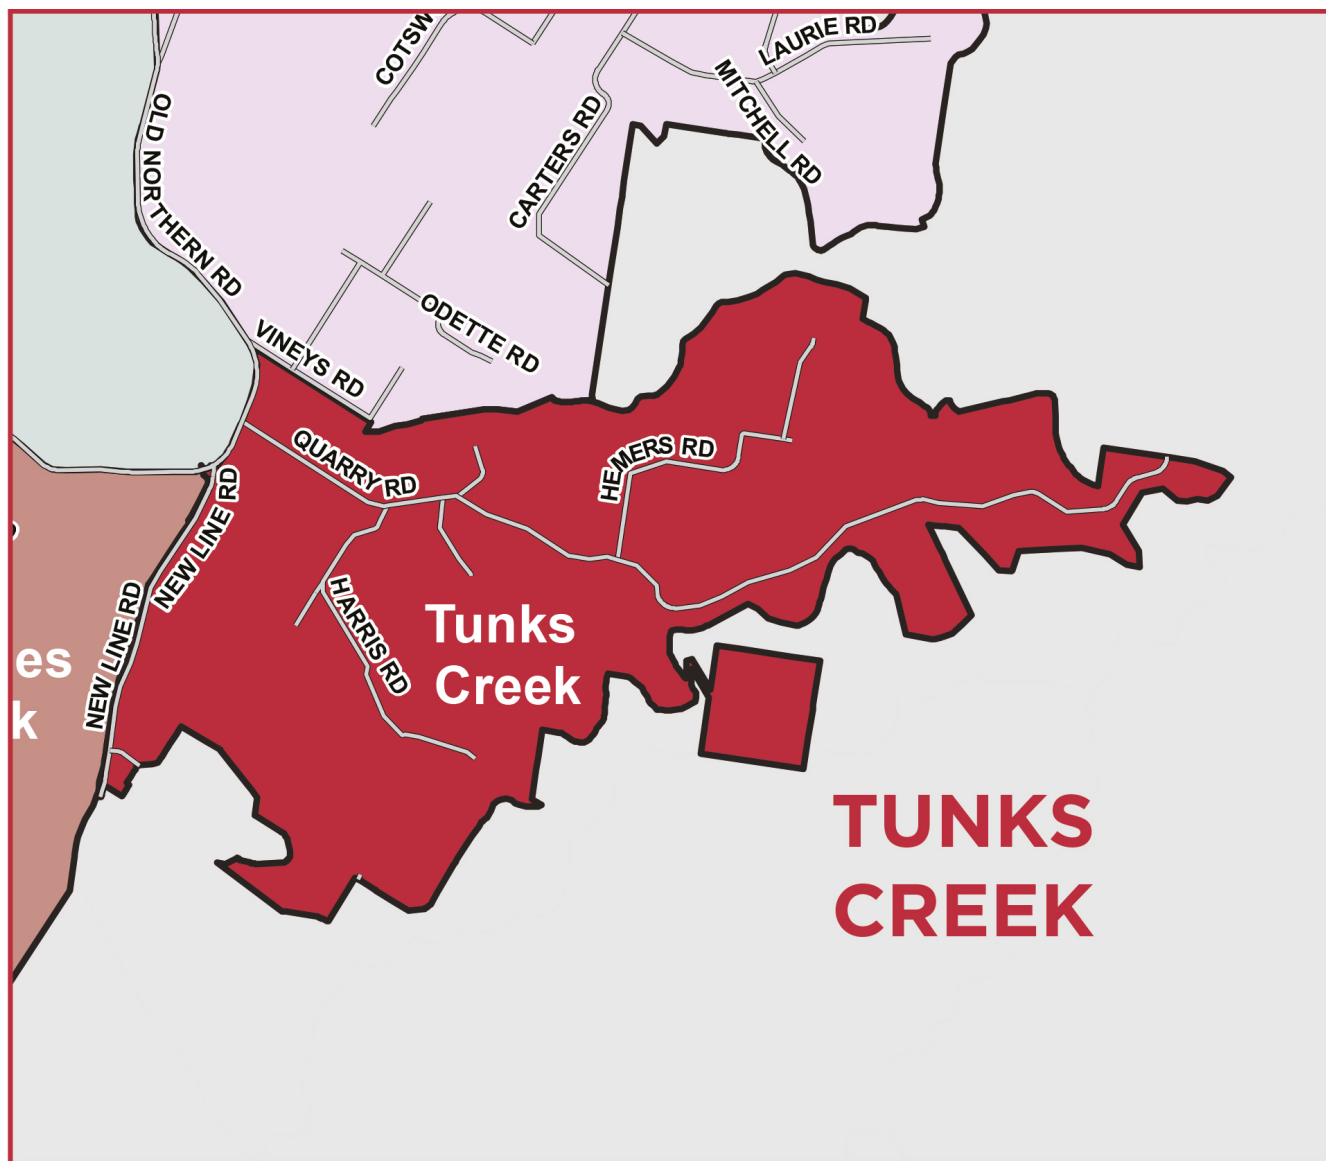 COTSW
LAURIE RD
MITCHELL RD
OLD NORTHERN RD
CARTERS RD
ODETTE RD
VINEYS RD
QUARRY RD
HEMERS RD
NEW LINE RD
NEW LINE RD
HARRIS RD
Tunks
Creek
es
k
TUNKS
CREEK